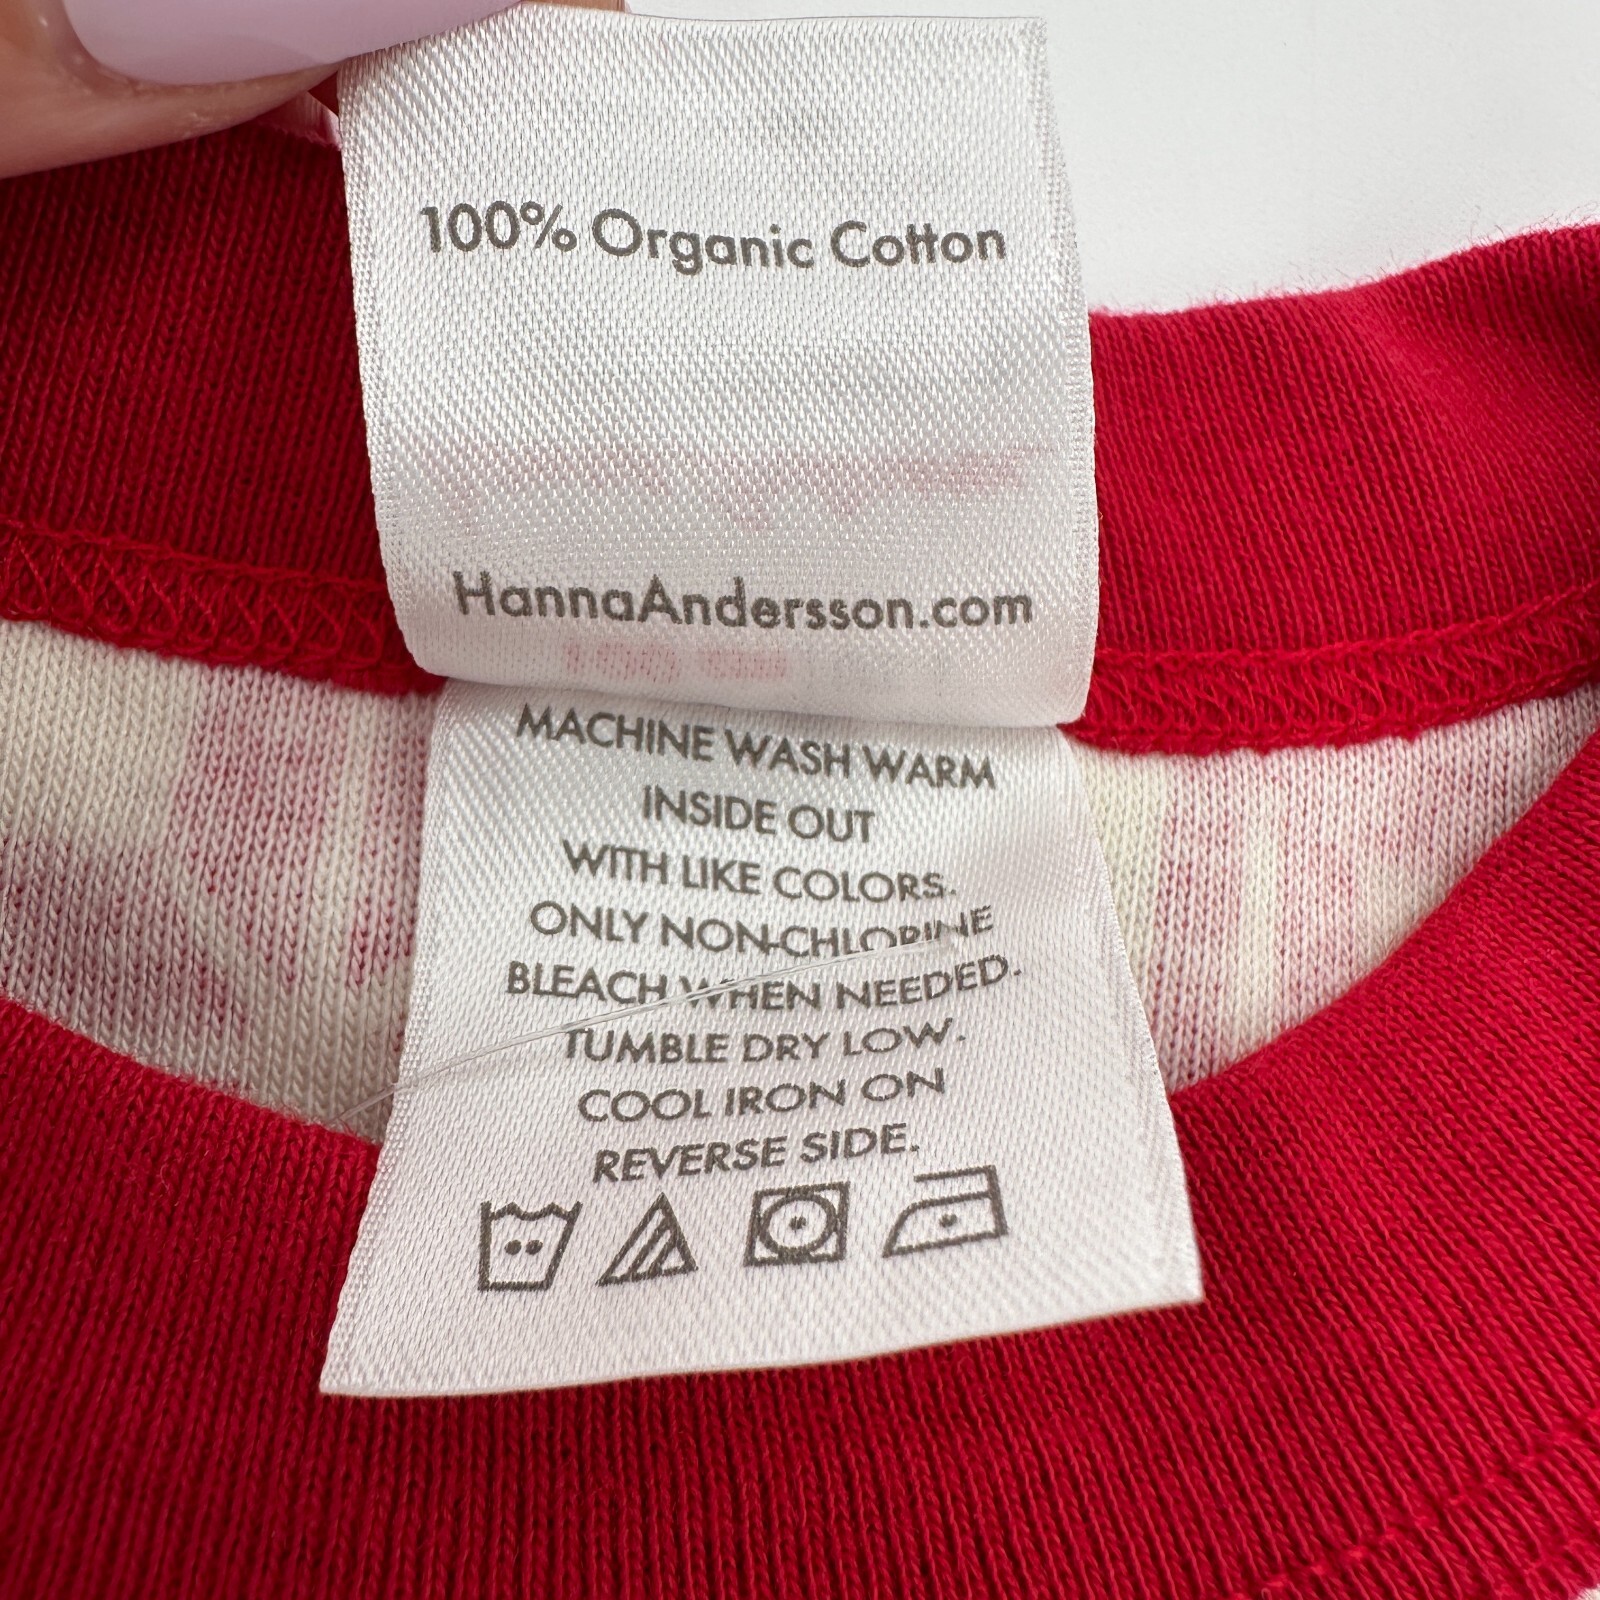 100% Organic Cotton
HannaAndersson.com
MACHINE WASH WARM
INSIDE OUT
WITH LIKE COLORS.
ONLY NON-CHLORINE
BLEACH WHEN NEEDED.
TUMBLE DRY LOW.
COOL IRON ON
REVERSE SIDE.